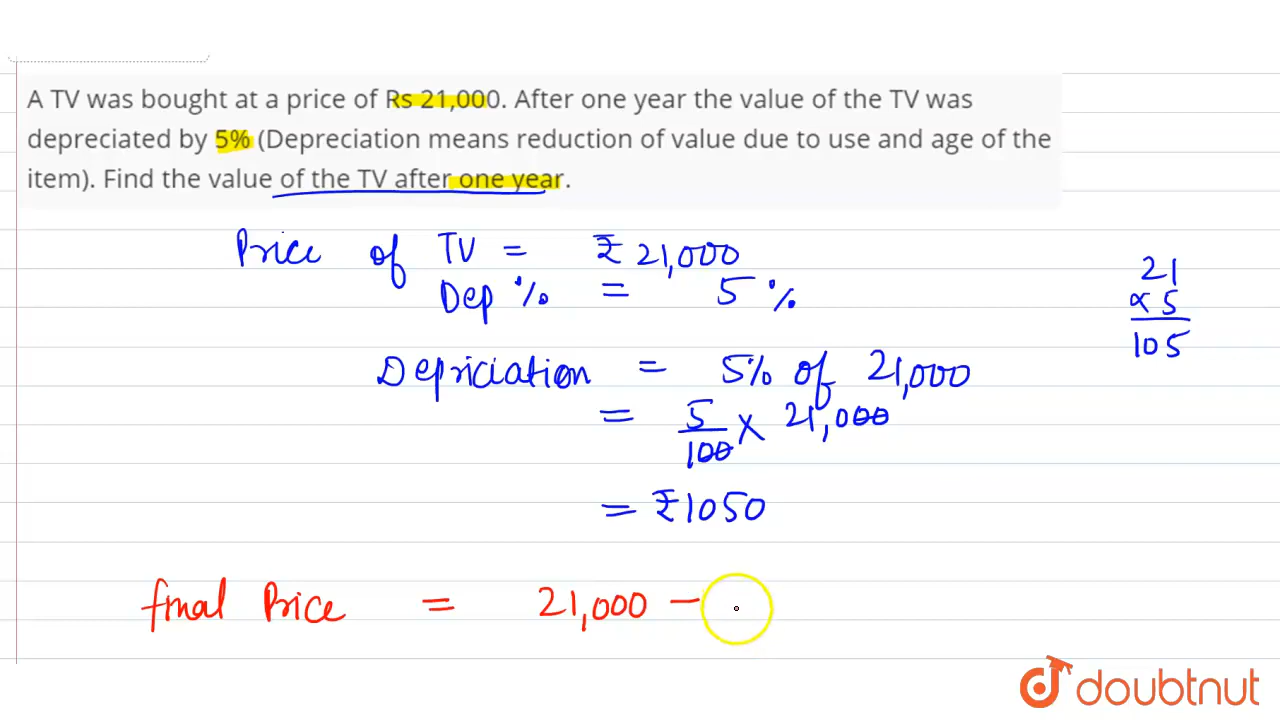 A TV was bought at a price of Rs 21,000. After one year the value of the TV was
depreciated by 5% (Depreciation means reduction of value due to use and age of the
item). Find the value of the TV after one year.
Price of TV = ₹ 21,000
Dep % = 5 %
21
× 5
105
Depriciation = 5% of 21,000
= 5/100 × 21,000
= ₹1050
final Price = 21,000 –
doubtnut